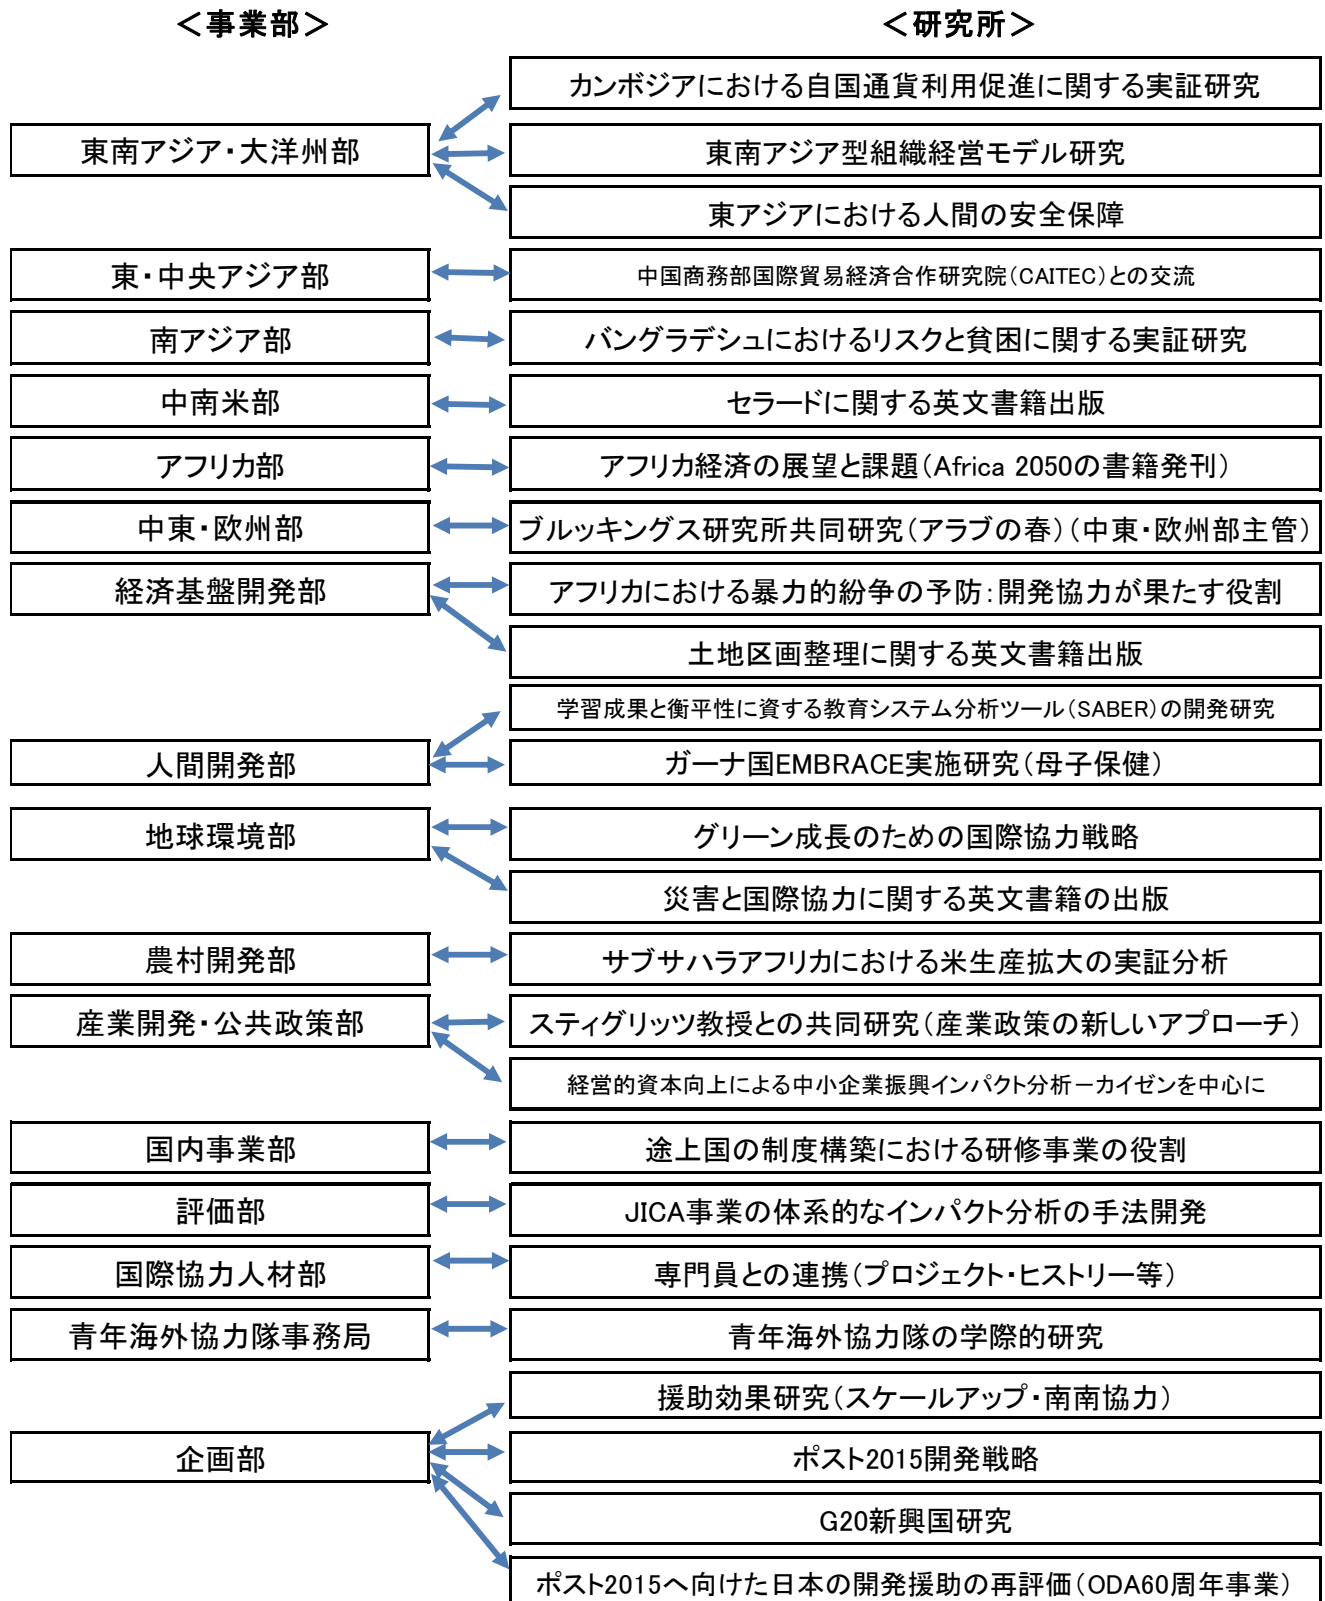 ＜事業部＞
＜研究所＞
カンボジアにおける自国通貨利用促進に関する実証研究
東南アジア・大洋州部
東南アジア型組織経営モデル研究
東アジアにおける人間の安全保障
東・中央アジア部
中国商務部国際貿易経済合作研究院（CAITEC）との交流
南アジア部
バングラデシュにおけるリスクと貧困に関する実証研究
中南米部
セラードに関する英文書籍出版
アフリカ部
アフリカ経済の展望と課題（Africa 2050の書籍発刊）
中東・欧州部
ブルッキングス研究所共同研究（アラブの春）（中東・欧州部主管）
経済基盤開発部
アフリカにおける暴力的紛争の予防：開発協力が果たす役割
土地区画整理に関する英文書籍出版
学習成果と衡平性に資する教育システム分析ツール（SABER）の開発研究
人間開発部
ガーナ国EMBRACE実施研究（母子保健）
地球環境部
グリーン成長のための国際協力戦略
災害と国際協力に関する英文書籍の出版
農村開発部
サブサハラアフリカにおける米生産拡大の実証分析
産業開発・公共政策部
スティグリッツ教授との共同研究（産業政策の新しいアプローチ）
経営的資本向上による中小企業振興インパクト分析－カイゼンを中心に
国内事業部
途上国の制度構築における研修事業の役割
評価部
JICA事業の体系的なインパクト分析の手法開発
国際協力人材部
専門員との連携（プロジェクト・ヒストリー等）
青年海外協力隊事務局
青年海外協力隊の学際的研究
援助効果研究（スケールアップ・南南協力）
企画部
ポスト2015開発戦略
G20新興国研究
ポスト2015へ向けた日本の開発援助の再評価（ODA60周年事業）